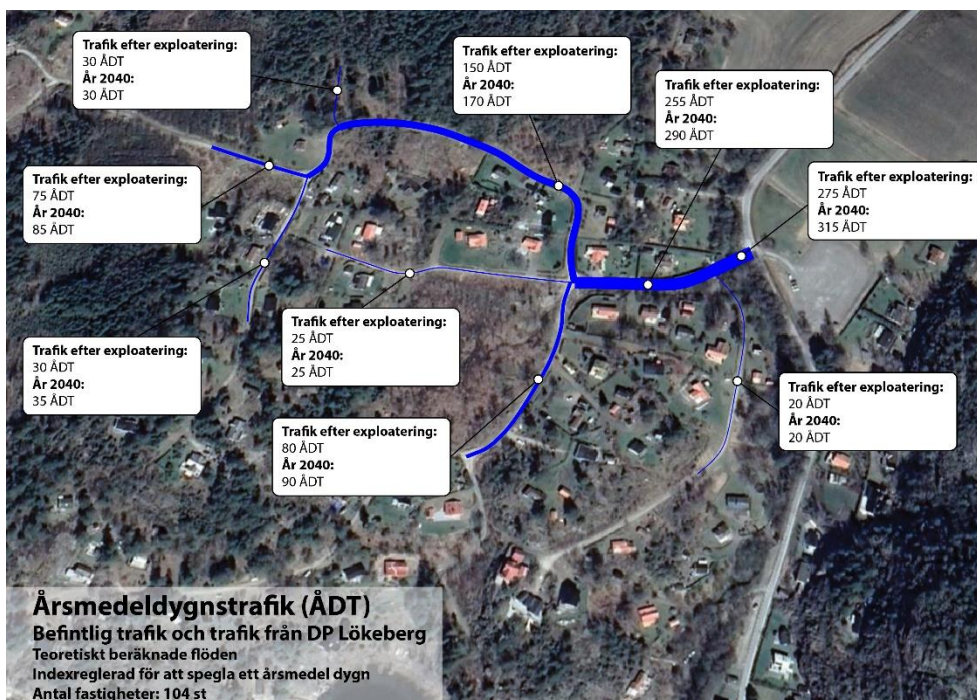 Trafik efter exploatering:
30 ÅDT
År 2040:
30 ÅDT
Trafik efter exploatering:
150 ÅDT
År 2040:
170 ÅDT
Trafik efter exploatering:
255 ÅDT
År 2040:
290 ÅDT
Trafik efter exploatering:
75 ÅDT
År 2040:
85 ÅDT
Trafik efter exploatering:
275 ÅDT
År 2040:
315 ÅDT
Trafik efter exploatering:
30 ÅDT
År 2040:
35 ÅDT
Trafik efter exploatering:
25 ÅDT
År 2040:
25 ÅDT
Trafik efter exploatering:
80 ÅDT
År 2040:
90 ÅDT
Trafik efter exploatering:
20 ÅDT
År 2040:
20 ÅDT
Årsmedeldygnstrafik (ÅDT)
Befintlig trafik och trafik från DP Lökeberg
Teoretiskt beräknade flöden
Indexreglerad för att spegla ett årsmedel dygn
Antal fastigheter: 104 st